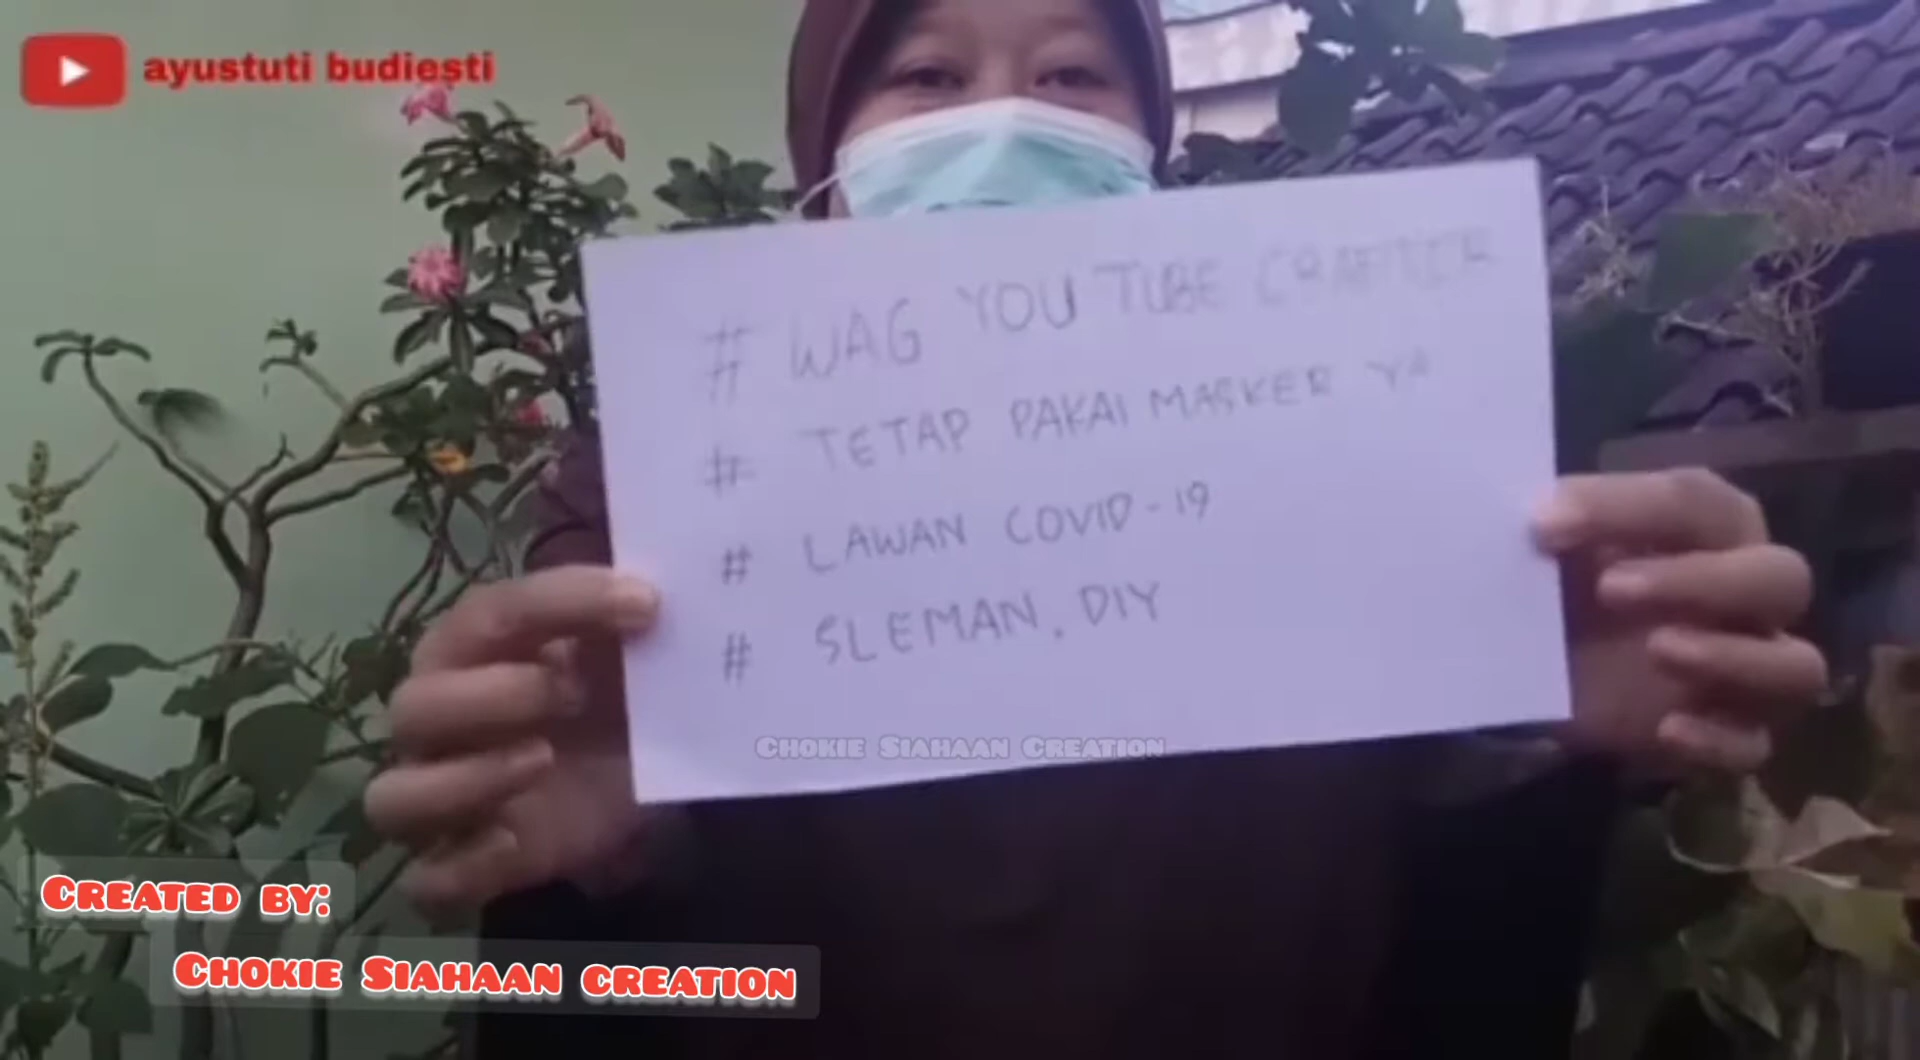 ayustuti budiesti
# WAG YOU TUBE
# TETAP PAKAI MASKER YA
# LAWAN COVID-19
# SLEMAN. DIY
CHOKIE SIAHAAN CREATION
CREATED BY:
CHOKIE SIAHAAN CREATION